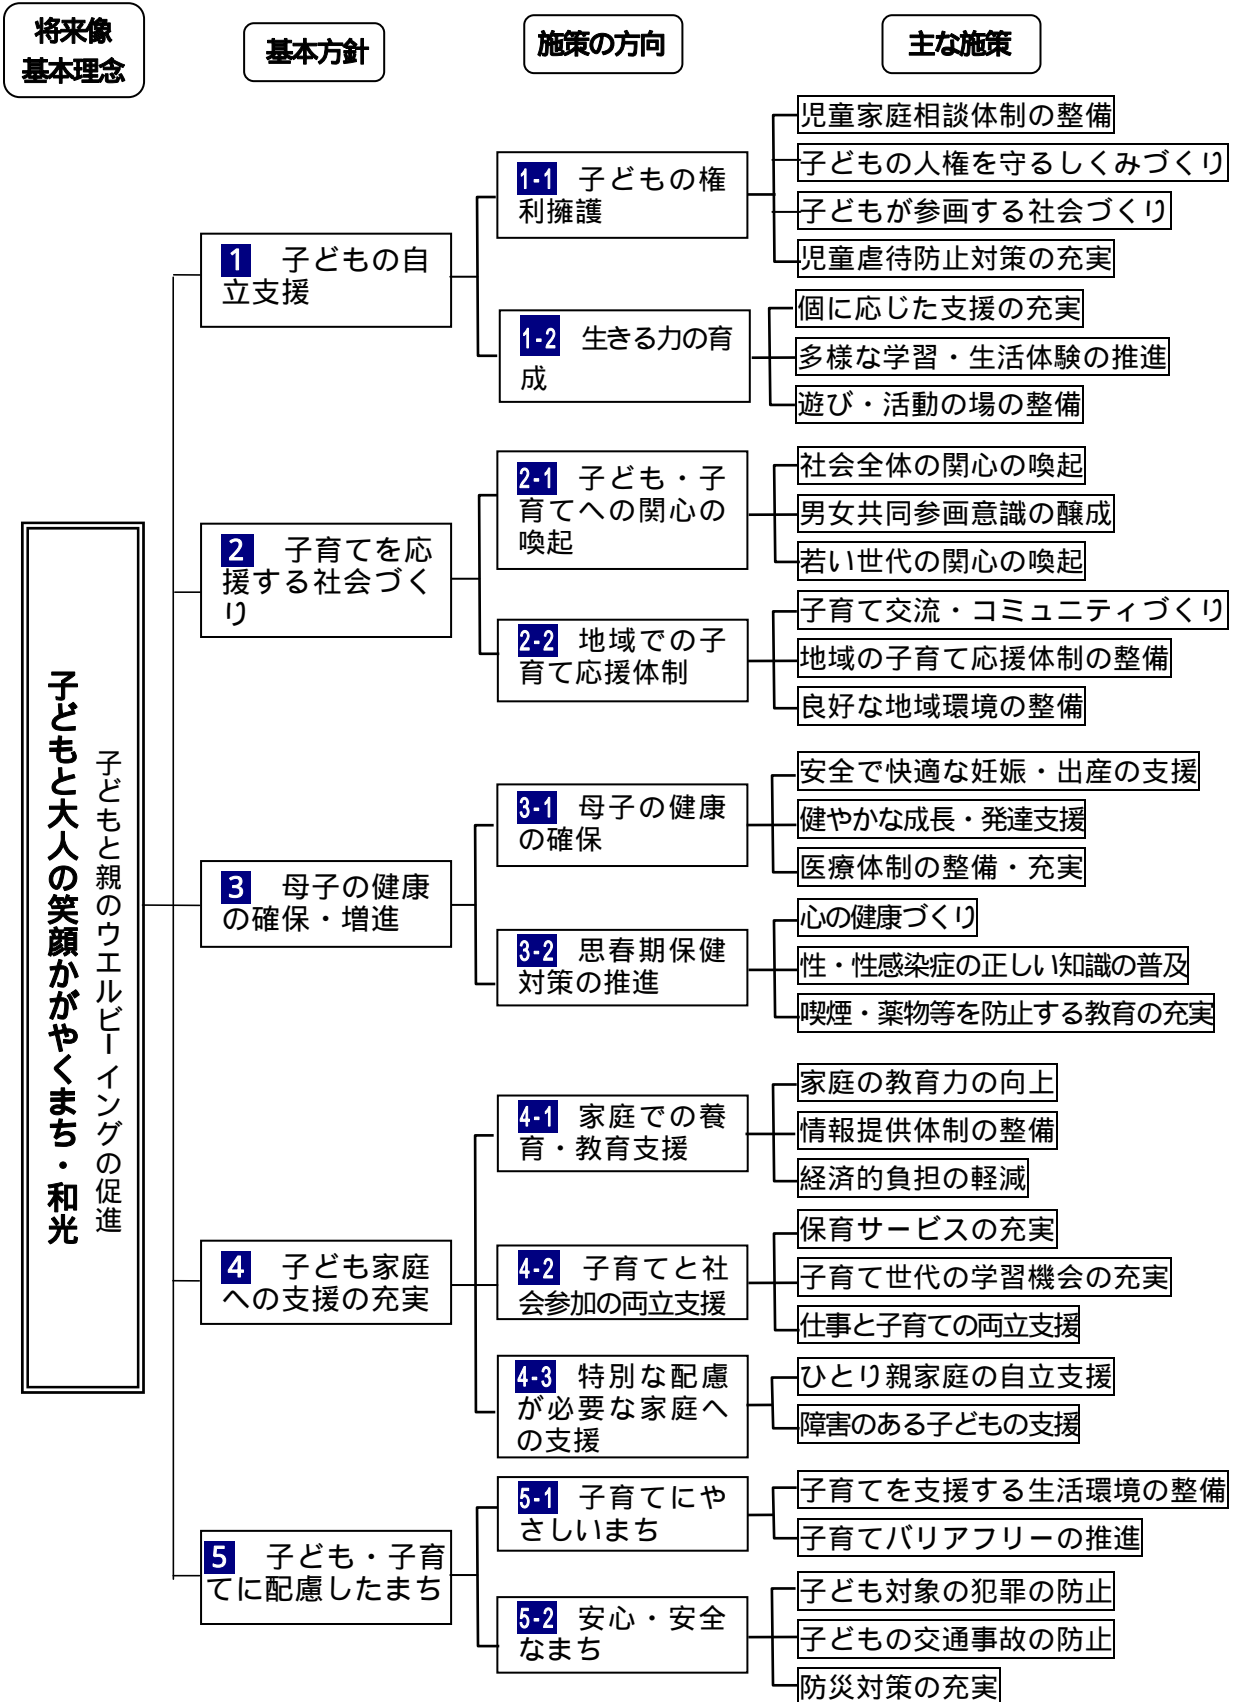 将来像
基本理念
基本方針
施策の方向
主な施策
子どもと大人の笑顔かがやくまち・和光
子どもと親のウエルビーイングの促進
1 子どもの自
立支援
1-1 子どもの権
利擁護
児童家庭相談体制の整備
子どもの人権を守るしくみづくり
子どもが参画する社会づくり
児童虐待防止対策の充実
1-2 生きる力の育
成
個に応じた支援の充実
多様な学習・生活体験の推進
遊び・活動の場の整備
2 子育てを応
援する社会づく
り
2-1 子ども・子
育てへの関心の
喚起
社会全体の関心の喚起
男女共同参画意識の醸成
若い世代の関心の喚起
2-2 地域での子
育て応援体制
子育て交流・コミュニティづくり
地域の子育て応援体制の整備
良好な地域環境の整備
3 母子の健康
の確保・増進
3-1 母子の健康
の確保
安全で快適な妊娠・出産の支援
健やかな成長・発達支援
医療体制の整備・充実
3-2 思春期保健
対策の推進
心の健康づくり
性・性感染症の正しい知識の普及
喫煙・薬物等を防止する教育の充実
4 子ども家庭
への支援の充実
4-1 家庭での養
育・教育支援
家庭の教育力の向上
情報提供体制の整備
経済的負担の軽減
4-2 子育てと社
会参加の両立支援
保育サービスの充実
子育て世代の学習機会の充実
仕事と子育ての両立支援
4-3 特別な配慮
が必要な家庭へ
の支援
ひとり親家庭の自立支援
障害のある子どもの支援
5 子ども・子育
てに配慮したまち
5-1 子育てにや
さしいまち
子育てを支援する生活環境の整備
子育てバリアフリーの推進
5-2 安心・安全
なまち
子ども対象の犯罪の防止
子どもの交通事故の防止
防災対策の充実